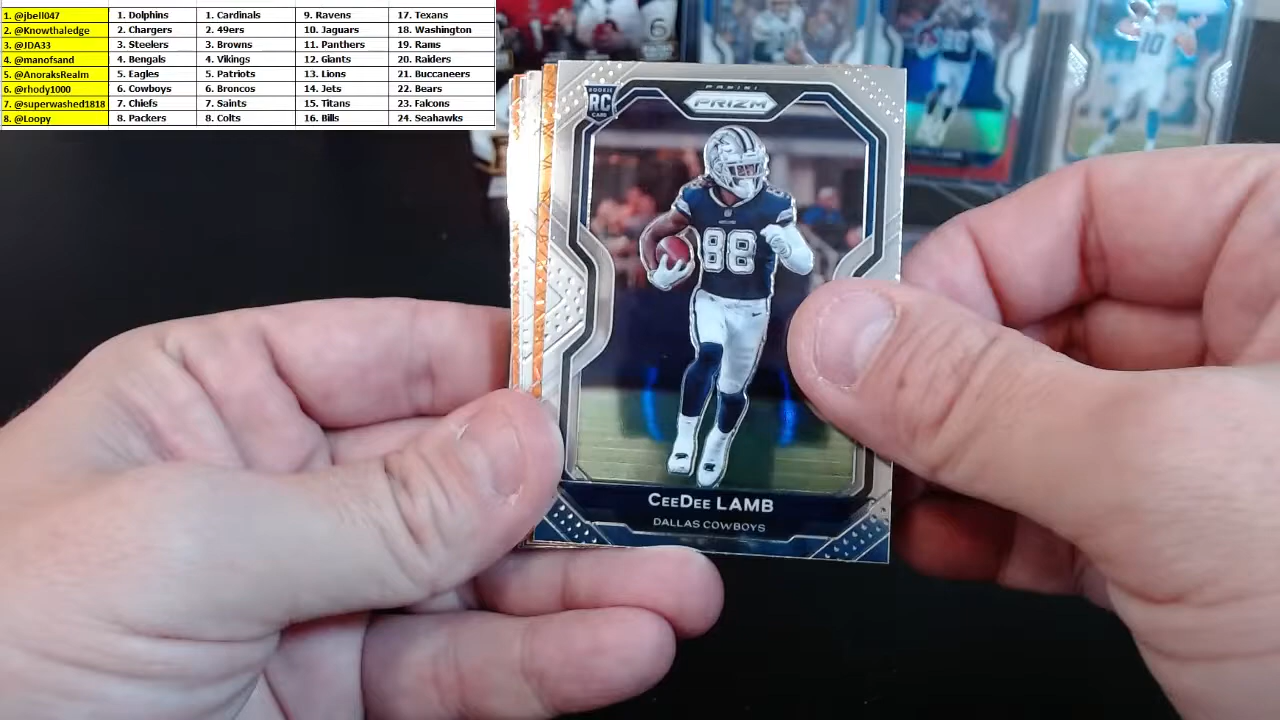 1. @jbell047 1. Dolphins 1. Cardinals 9. Ravens 17. Texans
2. @Knowthaledge 2. Chargers 2. 49ers 10. Jaguars 18. Washington
3. @JDA33 3. Steelers 3. Browns 11. Panthers 19. Rams
4. @manofsand 4. Bengals 4. Vikings 12. Giants 20. Raiders
5. @AnoraksRealm 5. Eagles 5. Patriots 13. Lions 21. Buccaneers
6. @rhody1000 6. Cowboys 6. Broncos 14. Jets 22. Bears
7. @superwashed1818 7. Chiefs 7. Saints 15. Titans 23. Falcons
8. @Loopy 8. Packers 8. Colts 16. Bills 24. Seahawks
6
10
ROOKIE
RC
CARD
PANINI
PRIZM
88
CEEDEE LAMB
DALLAS COWBOYS